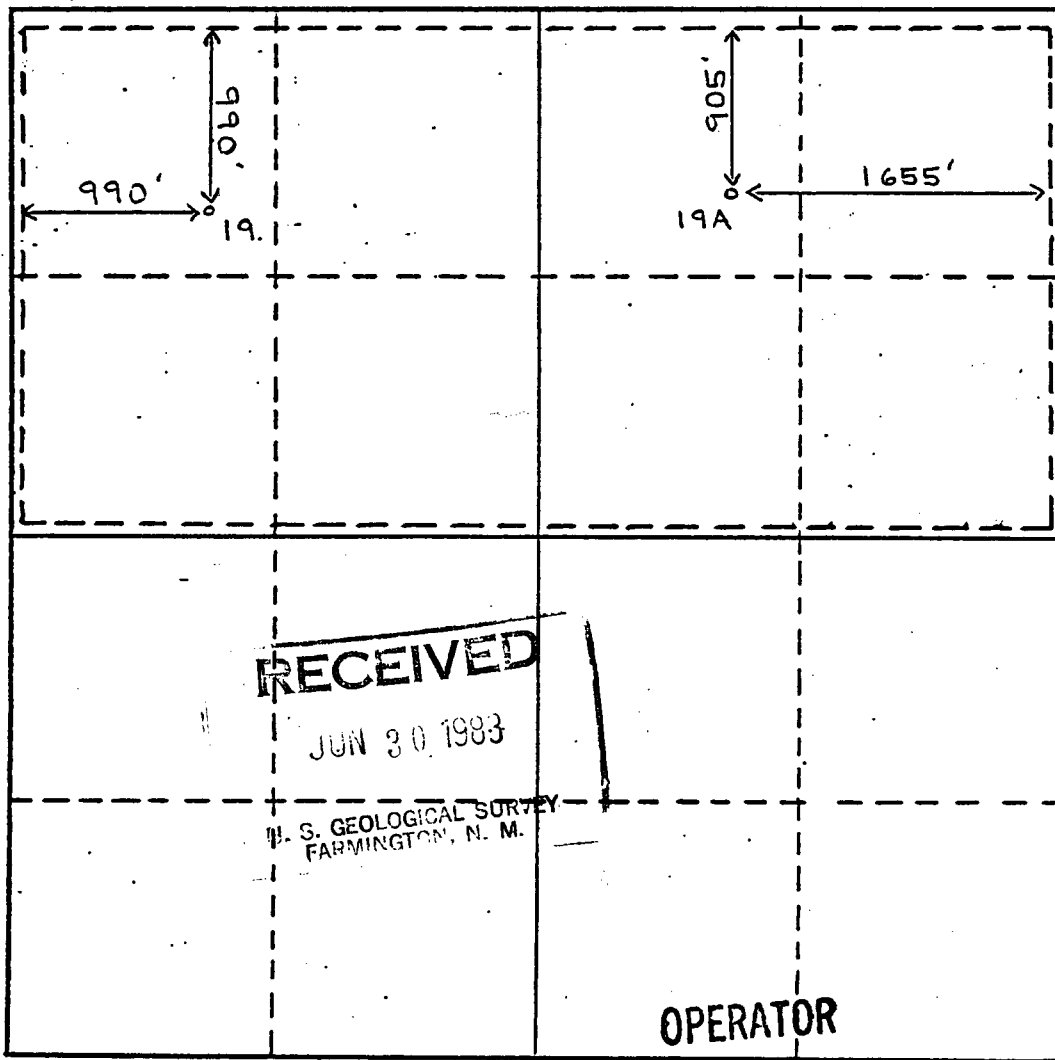 990'
905'
990'
1655'
19.
19A
RECEIVED
JUN 30 1983
U. S. GEOLOGICAL SURVEY
FARMINGTON, N. M.
OPERATOR